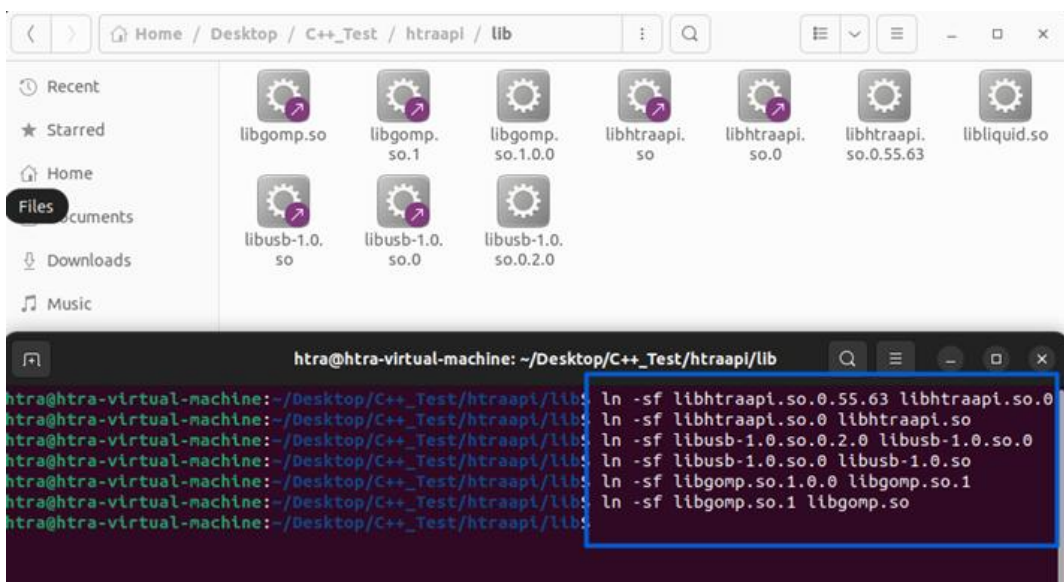 Home / Desktop / C++_Test / htraapi / lib
Recent
Starred
Home
Files
ocuments
Downloads
Music
libgomp.so
libgomp.
so.1
libgomp.
so.1.0.0
libhtraapi.
so
libhtraapi.
so.0
libhtraapi.
so.0.55.63
libliquid.so
libusb-1.0.
so
libusb-1.0.
so.0
libusb-1.0.
so.0.2.0
htra@htra-virtual-machine: ~/Desktop/C++_Test/htraapi/lib
htra@htra-virtual-machine:~/Desktop/C++_Test/htraapi/lib$ ln -sf libhtraapi.so.0.55.63 libhtraapi.so.0
htra@htra-virtual-machine:~/Desktop/C++_Test/htraapi/lib$ ln -sf libhtraapi.so.0 libhtraapi.so
htra@htra-virtual-machine:~/Desktop/C++_Test/htraapi/lib$ ln -sf libusb-1.0.so.0.2.0 libusb-1.0.so.0
htra@htra-virtual-machine:~/Desktop/C++_Test/htraapi/lib$ ln -sf libusb-1.0.so.0 libusb-1.0.so
htra@htra-virtual-machine:~/Desktop/C++_Test/htraapi/lib$ ln -sf libgomp.so.1.0.0 libgomp.so.1
htra@htra-virtual-machine:~/Desktop/C++_Test/htraapi/lib$ ln -sf libgomp.so.1 libgomp.so
htra@htra-virtual-machine:~/Desktop/C++_Test/htraapi/lib$